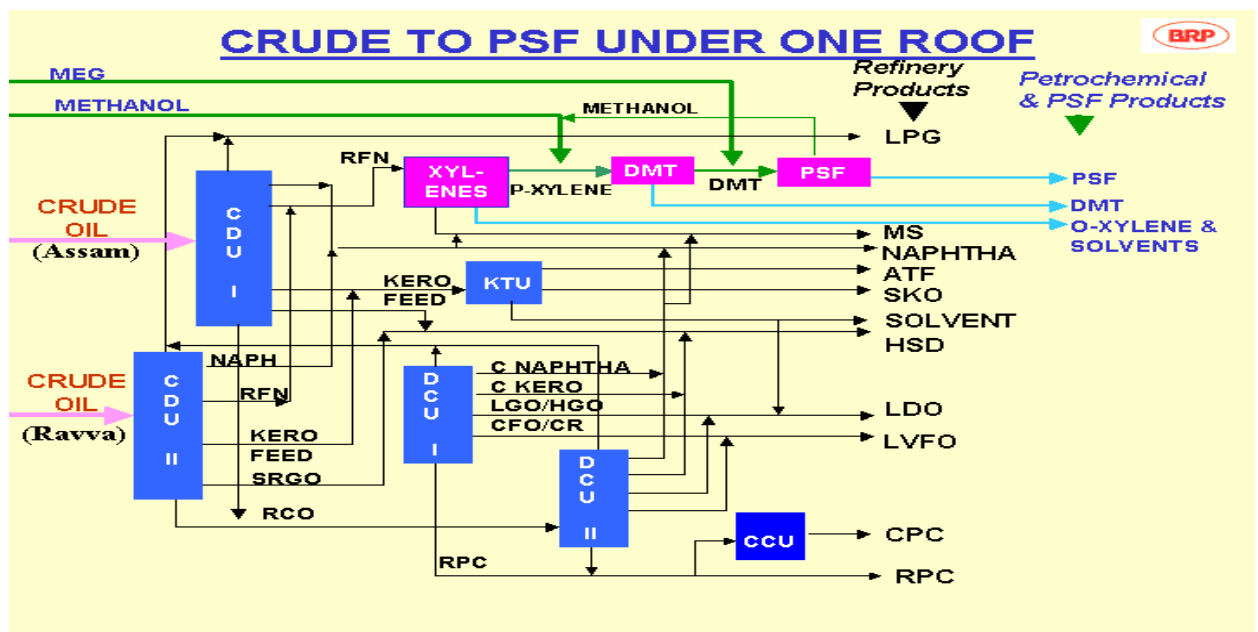 CRUDE TO PSF UNDER ONE ROOF
BRP
MEG
METHANOL
METHANOL
Refinery
Products
Petrochemical
& PSF Products
LPG
RFN
XYL-
ENES
P-XYLENE
DMT
DMT
PSF
PSF
DMT
O-XYLENE &
SOLVENTS
CRUDE
OIL
(Assam)
C
D
U
I
MS
NAPHTHA
ATF
SKO
KERO
FEED
KTU
SOLVENT
HSD
CRUDE
OIL
(Ravva)
C
D
U
II
NAPH
RFN
KERO
FEED
SRGO
RCO
D
C
U
I
C NAPHTHA
C KERO
LGO/HGO
CFO/CR
LDO
LVFO
D
C
U
II
CCU
CPC
RPC
RPC